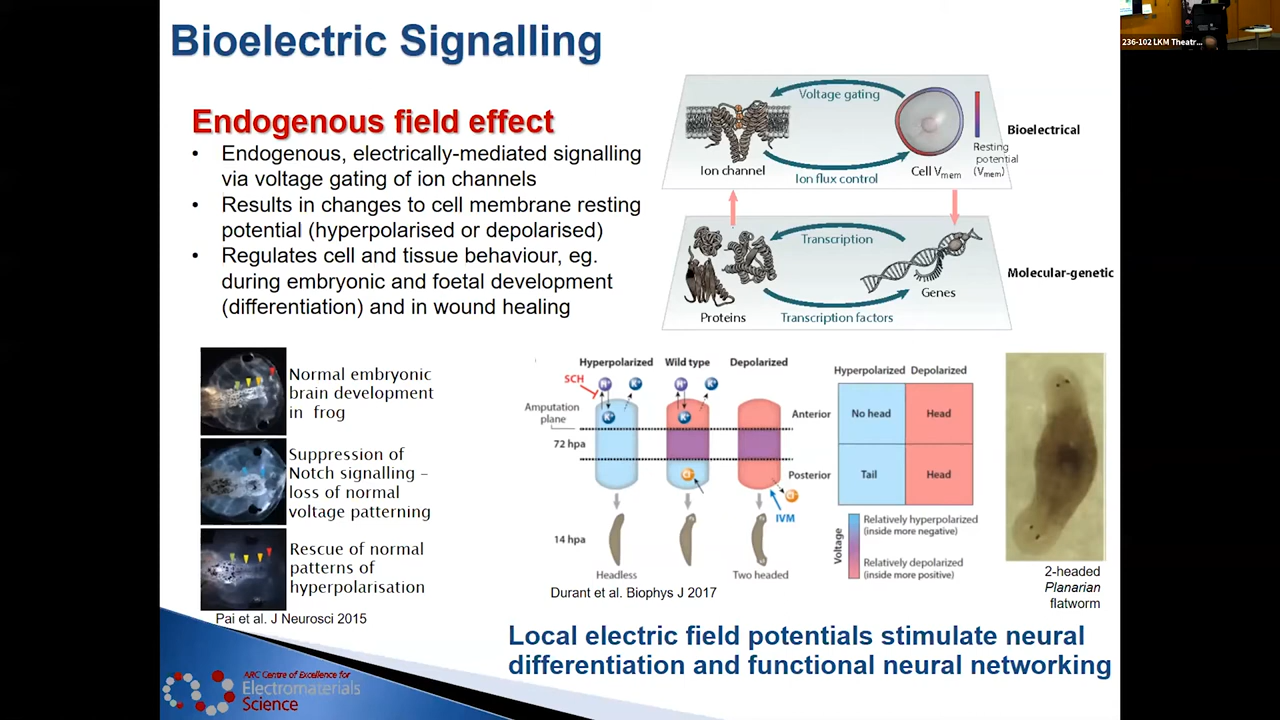 Bioelectric Signalling
236-102 LKM Theatr...
Endogenous field effect
• Endogenous, electrically-mediated signalling
via voltage gating of ion channels
• Results in changes to cell membrane resting
potential (hyperpolarised or depolarised)
• Regulates cell and tissue behaviour, eg.
during embryonic and foetal development
(differentiation) and in wound healing
Voltage gating
Ion channel
Ion flux control
Cell Vmem
Resting
potential
(Vmem)
Bioelectrical
Transcription
Proteins
Transcription factors
Genes
Molecular-genetic
Normal embryonic
brain development
in frog
Suppression of
Notch signalling –
loss of normal
voltage patterning
Rescue of normal
patterns of
hyperpolarisation
Pai et al. J Neurosci 2015
Hyperpolarized Wild type Depolarized
SCH
H+ K+ H+ K+
K+ K+
Amputation
plane
Anterior
72 hpa
Cl-
Posterior
Cl-
IVM
14 hpa
Headless
Two headed
Durant et al. Biophys J 2017
Hyperpolarized Depolarized
No head Head
Tail Head
Voltage
Relatively hyperpolarized
(inside more negative)
Relatively depolarized
(inside more positive)
2-headed
Planarian
flatworm
Local electric field potentials stimulate neural
differentiation and functional neural networking
ARC Centre of Excellence for
Electromaterials
Science